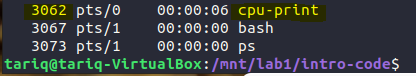 3062 pts/0 00:00:06 cpu-print
3067 pts/1 00:00:00 bash
3073 pts/1 00:00:00 ps
tariq@tariq-VirtualBox:/mnt/lab1/intro-code$